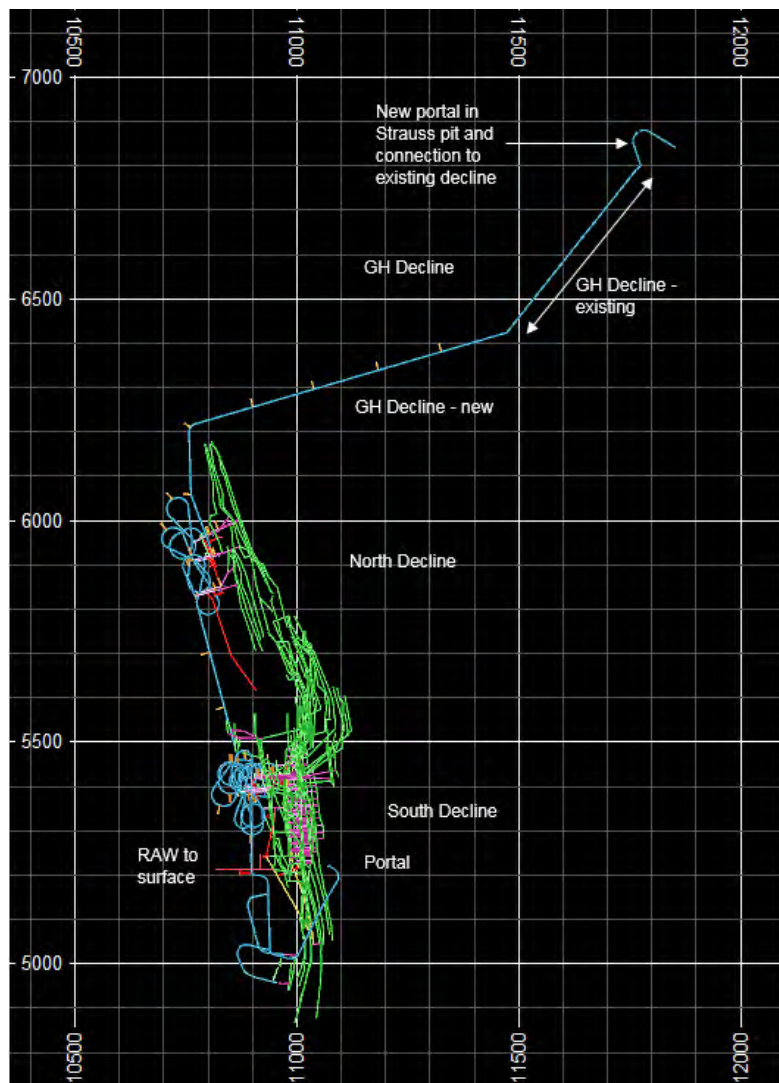 10500
11000
11500
12000
7000
New portal in
Strauss pit and
connection to
existing decline
GH Decline
6500
GH Decline -
existing
GH Decline - new
6000
North Decline
5500
South Decline
RAW to
surface
Portal
5000
10500
11000
11500
12000